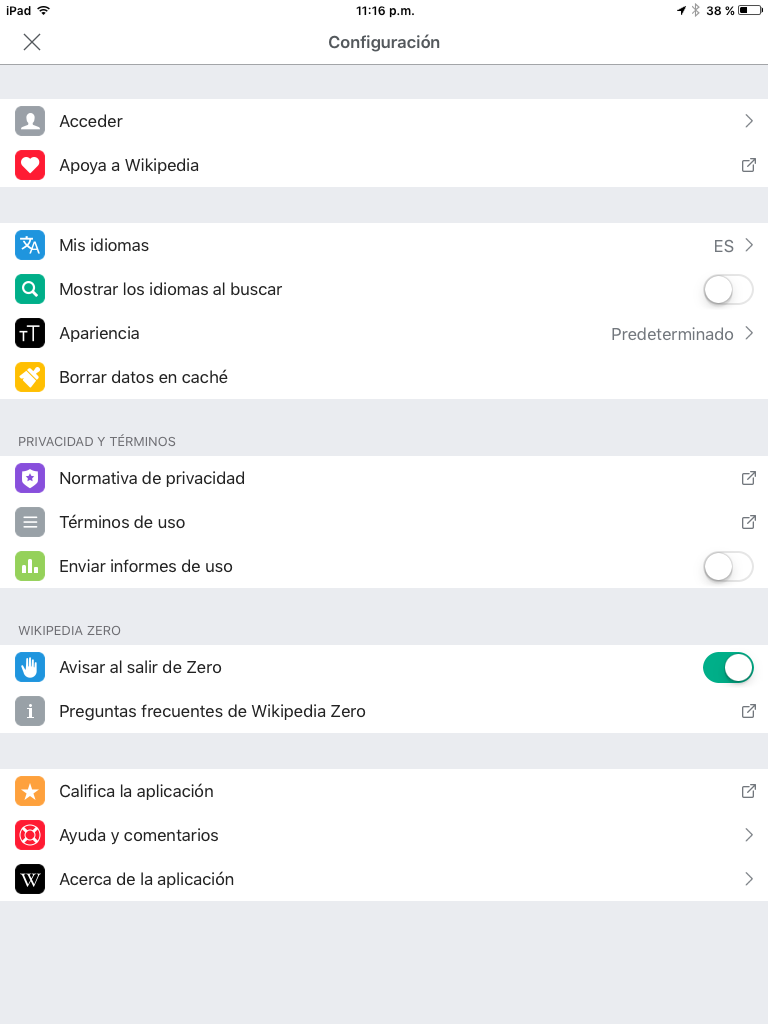 iPad 11:16 p.m. 38 %
Configuración
Acceder
Apoya a Wikipedia
Mis idiomas ES
Mostrar los idiomas al buscar
Apariencia Predeterminado
Borrar datos en caché
PRIVACIDAD Y TÉRMINOS
Normativa de privacidad
Términos de uso
Enviar informes de uso
WIKIPEDIA ZERO
Avisar al salir de Zero
Preguntas frecuentes de Wikipedia Zero
Califica la aplicación
Ayuda y comentarios
Acerca de la aplicación